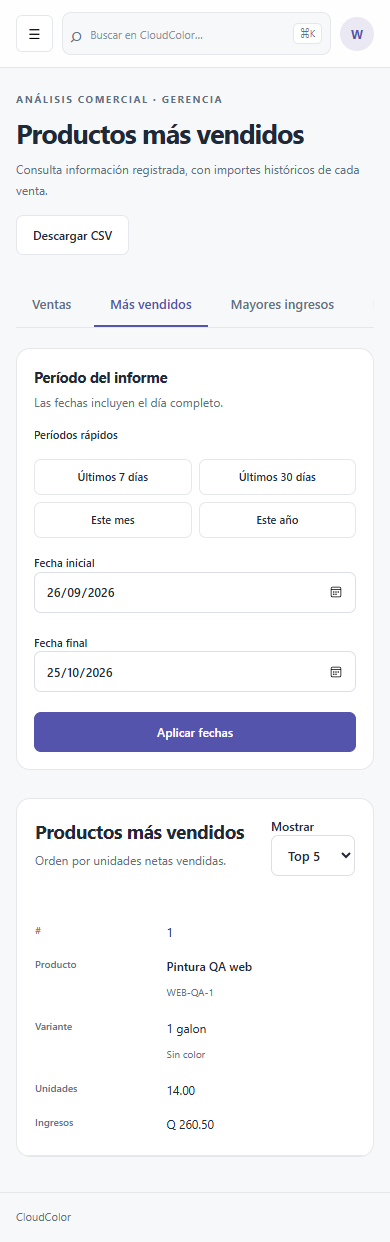 ☰
Buscar en CloudColor...
⌘K
W
ANÁLISIS COMERCIAL · GERENCIA
Productos más vendidos
Consulta información registrada, con importes históricos de cada
venta.
Descargar CSV
Ventas
Más vendidos
Mayores ingresos
Período del informe
Las fechas incluyen el día completo.
Períodos rápidos
Últimos 7 días
Últimos 30 días
Este mes
Este año
Fecha inicial
26/09/2026
Fecha final
25/10/2026
Aplicar fechas
Productos más vendidos
Orden por unidades netas vendidas.
Mostrar
Top 5
# 1
Producto Pintura QA web
WEB-QA-1
Variante 1 galon
Sin color
Unidades 14.00
Ingresos Q 260.50
CloudColor